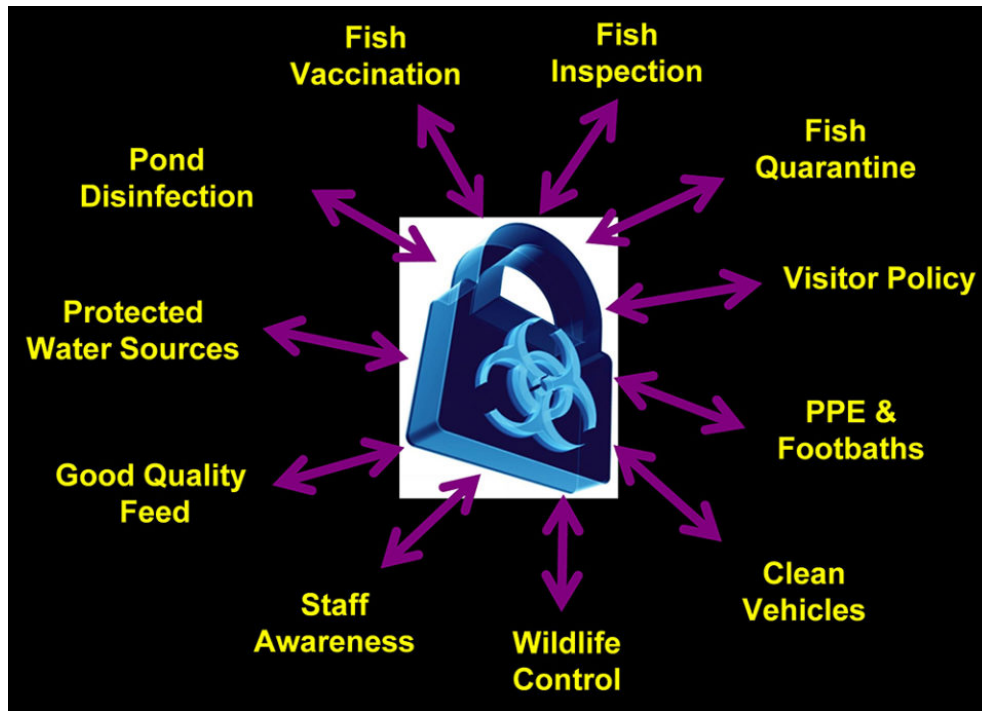 Fish
Vaccination
Fish
Inspection
Fish
Quarantine
Pond
Disinfection
Visitor Policy
Protected
Water Sources
PPE &
Footbaths
Good Quality
Feed
Clean
Vehicles
Staff
Awareness
Wildlife
Control